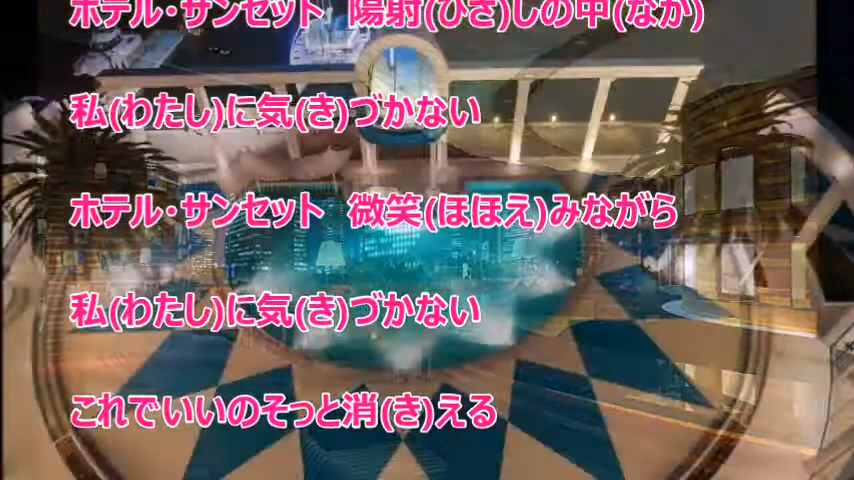 ホテル・サンセット　陽射(ひざ)しの中(なか)
私(わたし)に気(き)づかない
ホテル・サンセット　微笑(ほほえ)みながら
私(わたし)に気(き)づかない
これでいいのそっと消(き)える